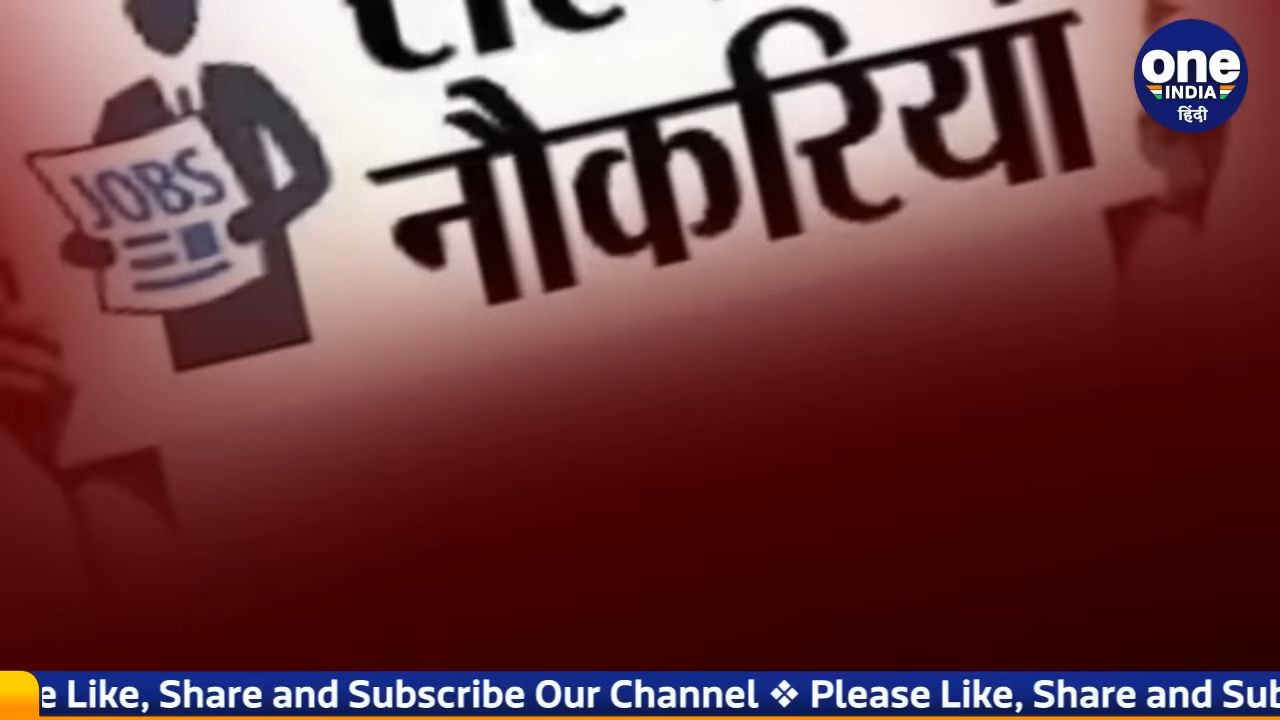 नौकरियां
JOBS
one
INDIA
हिंदी
e Like, Share and Subscribe Our Channel ❖ Please Like, Share and Sub